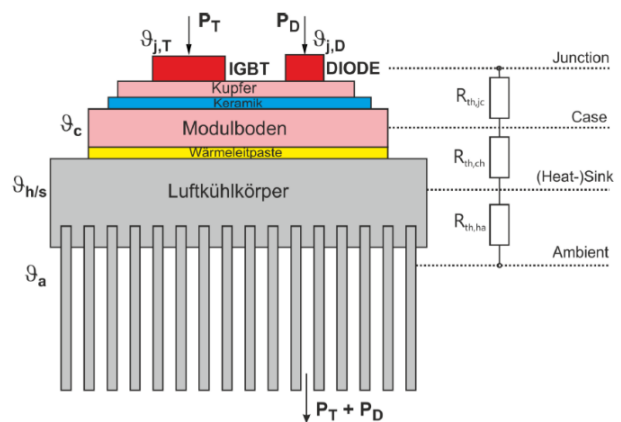 P_T P_D
ϑ_j,T ϑ_j,D
IGBT DIODE
Junction
Kupfer
Keramik
R_th,jc
ϑ_c
Modulboden
Case
Wärmeleitpaste
R_th,ch
ϑ_h/s
Luftkühlkörper
(Heat-)Sink
R_th,ha
ϑ_a
Ambient
P_T + P_D